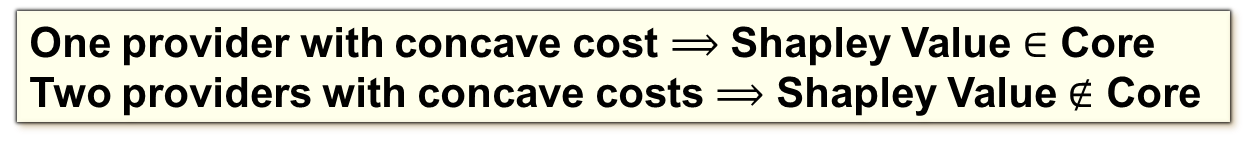 One provider with concave cost ⟹ Shapley Value ∈ Core
Two providers with concave costs ⟹ Shapley Value ∉ Core